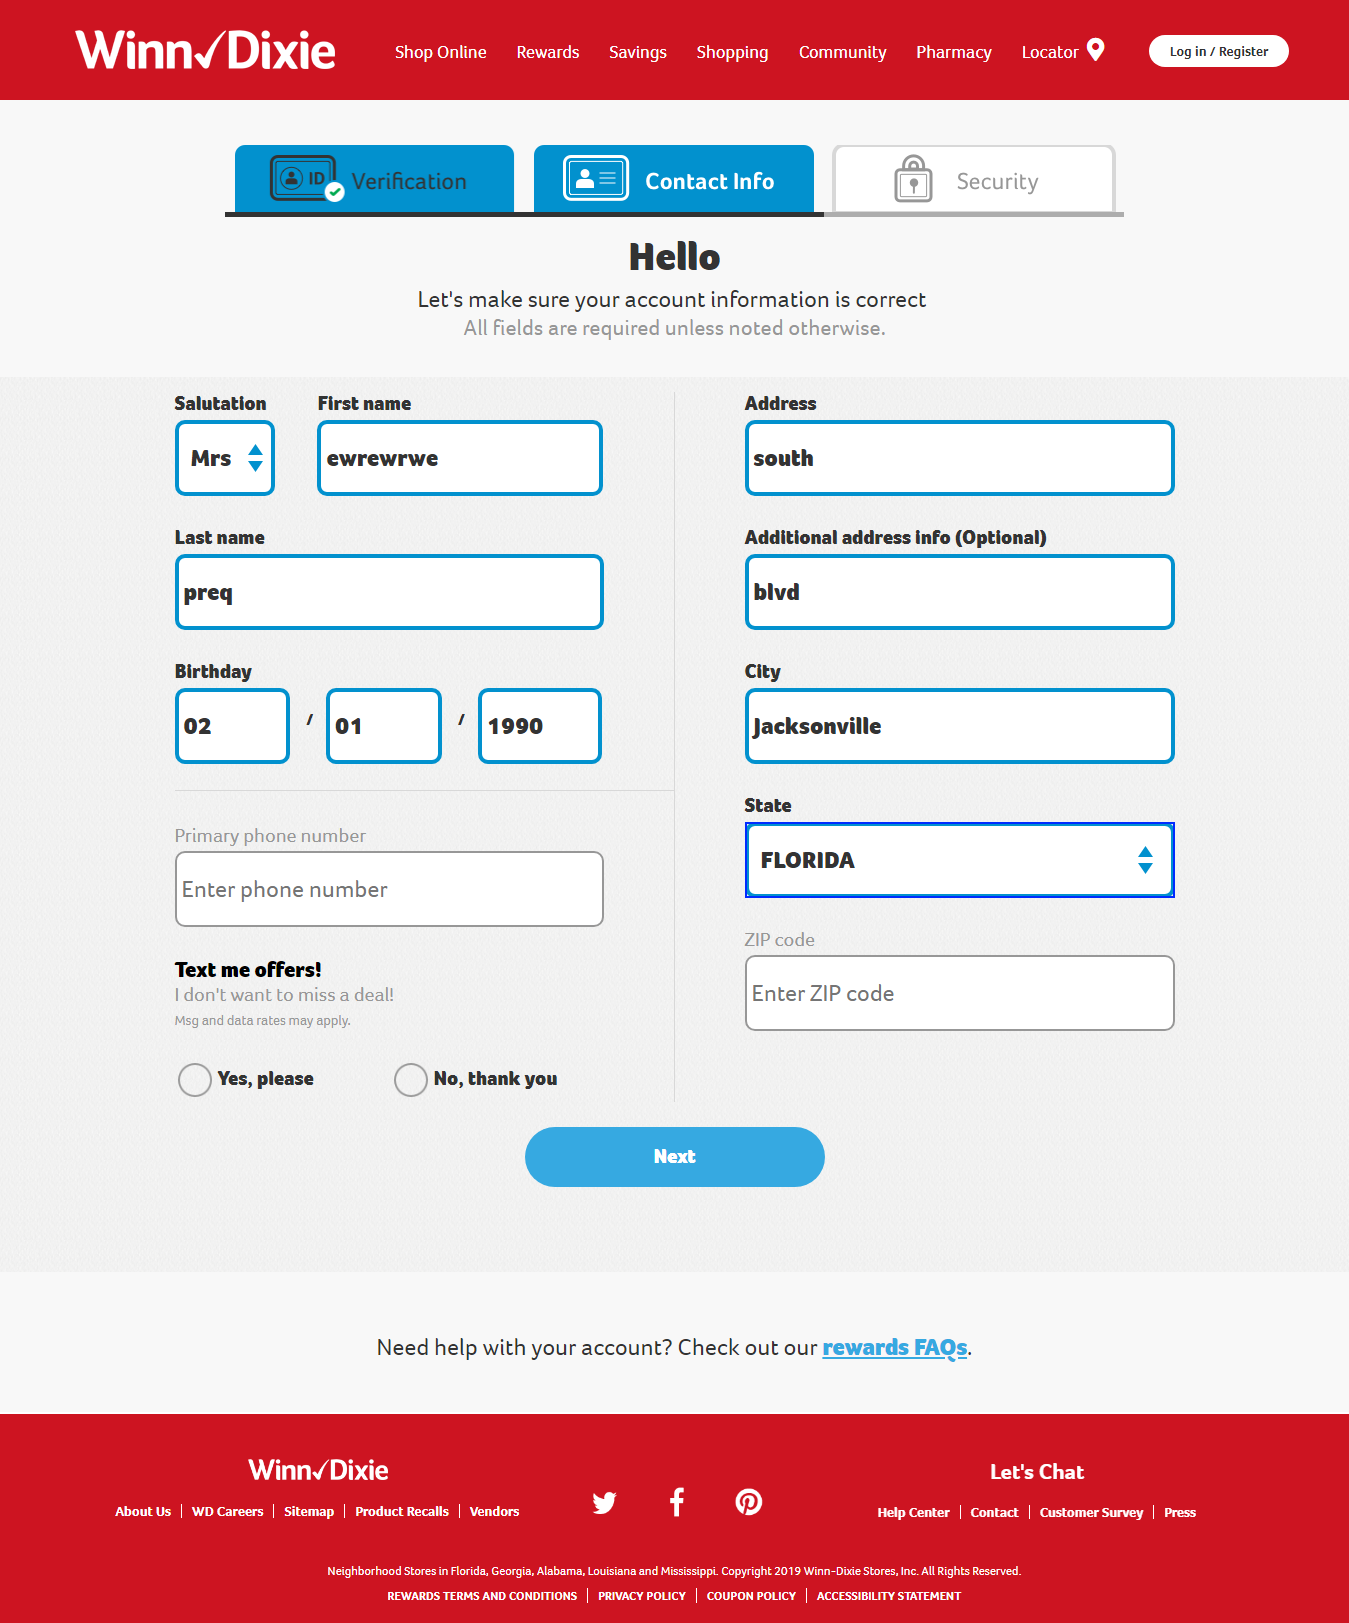 Winn✓Dixie
Shop Online Rewards Savings Shopping Community Pharmacy Locator Log in / Register
ID Verification Contact Info Security
Hello
Let's make sure your account information is correct
All fields are required unless noted otherwise.
Salutation First name
Mrs ewrewrwe
Last name
preq
Birthday
02 / 01 / 1990
Primary phone number
Enter phone number
Text me offers!
I don't want to miss a deal!
Msg and data rates may apply.
Yes, please No, thank you
Address
south
Additional address info (Optional)
blvd
City
Jacksonville
State
FLORIDA
ZIP code
Enter ZIP code
Next
Need help with your account? Check out our rewards FAQs.
Winn✓Dixie
About Us | WD Careers | Sitemap | Product Recalls | Vendors
Let's Chat
Help Center | Contact | Customer Survey | Press
Neighborhood Stores in Florida, Georgia, Alabama, Louisiana and Mississippi. Copyright 2019 Winn-Dixie Stores, Inc. All Rights Reserved.
REWARDS TERMS AND CONDITIONS | PRIVACY POLICY | COUPON POLICY | ACCESSIBILITY STATEMENT